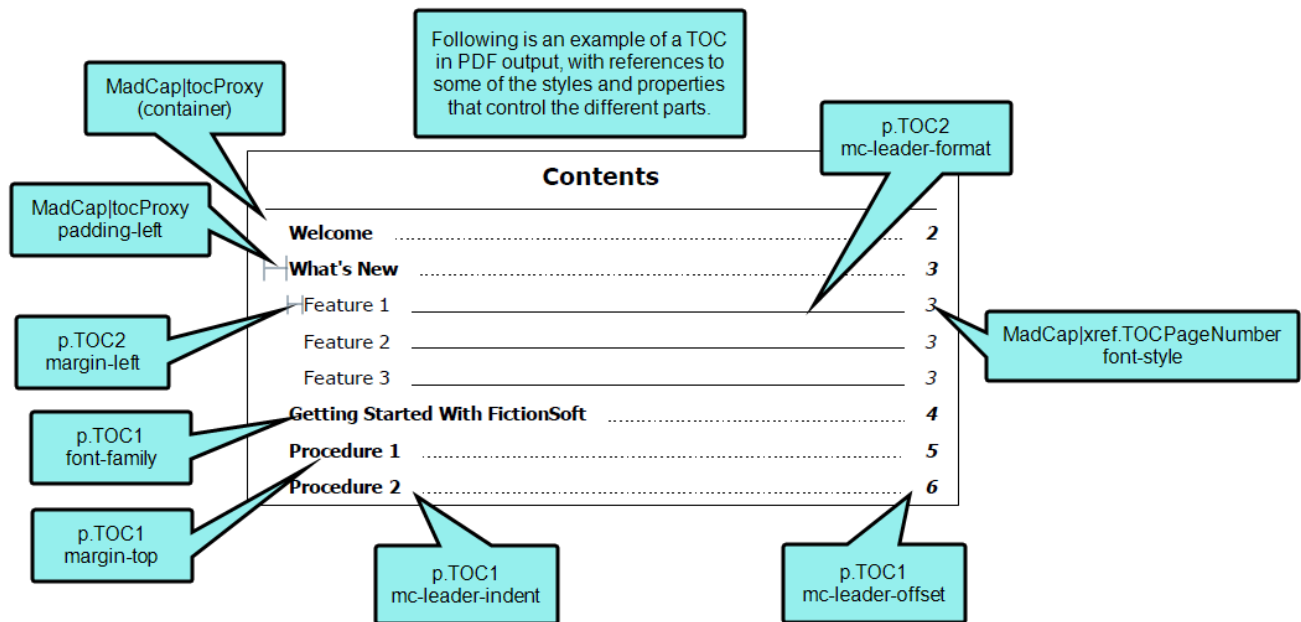 Following is an example of a TOC
in PDF output, with references to
some of the styles and properties
that control the different parts.
MadCap|tocProxy
(container)
p.TOC2
mc-leader-format
MadCap|tocProxy
padding-left
Contents
Welcome ........................ 2
What's New ........................ 3
Feature 1 ________________________ 3
Feature 2 ________________________ 3
Feature 3 ________________________ 3
Getting Started With FictionSoft ........................ 4
Procedure 1 ........................ 5
Procedure 2 ........................ 6
p.TOC2
margin-left
MadCap|xref.TOCPageNumber
font-style
p.TOC1
font-family
p.TOC1
margin-top
p.TOC1
mc-leader-indent
p.TOC1
mc-leader-offset